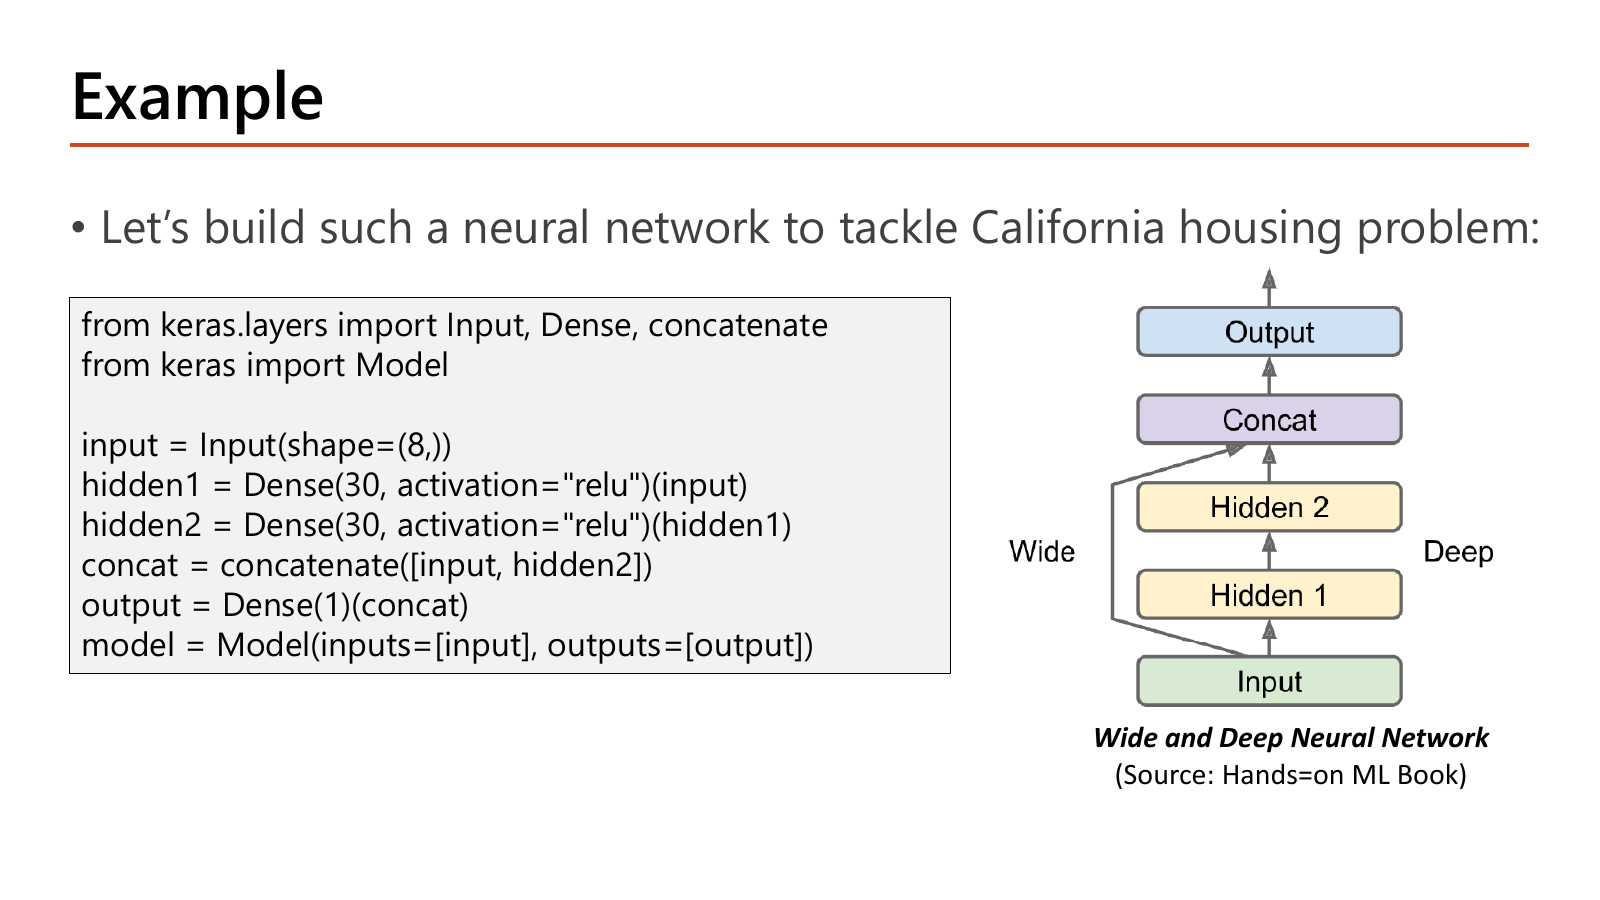 Example
• Let’s build such a neural network to tackle California housing problem:
from keras.layers import Input, Dense, concatenate
from keras import Model
input = Input(shape=(8,))
hidden1 = Dense(30, activation="relu")(input)
hidden2 = Dense(30, activation="relu")(hidden1)
concat = concatenate([input, hidden2])
output = Dense(1)(concat)
model = Model(inputs=[input], outputs=[output])
Output
Concat
Hidden 2
Wide
Deep
Hidden 1
Input
Wide and Deep Neural Network
(Source: Hands=on ML Book)